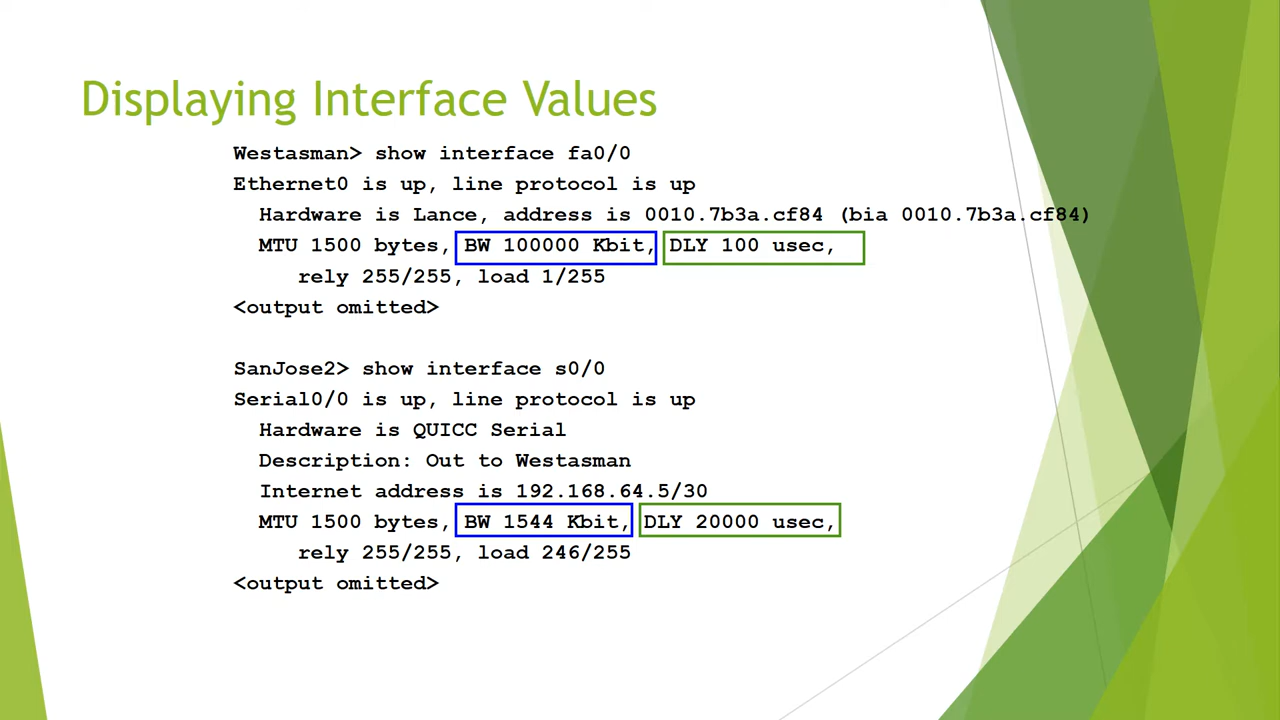 Displaying Interface Values
Westasman> show interface fa0/0
Ethernet0 is up, line protocol is up
Hardware is Lance, address is 0010.7b3a.cf84 (bia 0010.7b3a.cf84)
MTU 1500 bytes, BW 100000 Kbit, DLY 100 usec,
rely 255/255, load 1/255
<output omitted>
SanJose2> show interface s0/0
Serial0/0 is up, line protocol is up
Hardware is QUICC Serial
Description: Out to Westasman
Internet address is 192.168.64.5/30
MTU 1500 bytes, BW 1544 Kbit, DLY 20000 usec,
rely 255/255, load 246/255
<output omitted>